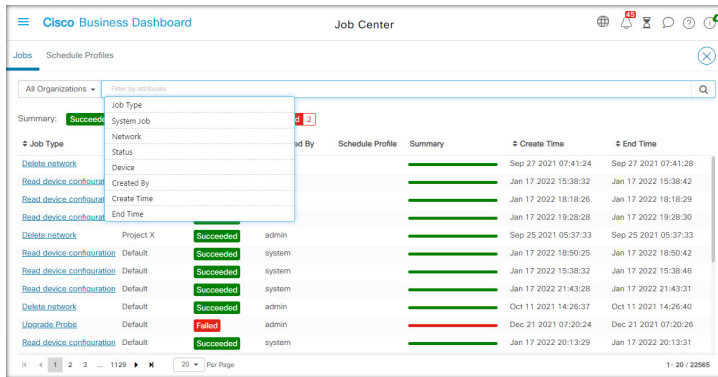 Cisco Business Dashboard
Job Center
45
Jobs Schedule Profiles
All Organizations Filter by attributes
Job Type
System Job
Network
Status
Device
Created By
Create Time
End Time
Summary: 2
Job Type ed By Schedule Profile Summary Create Time End Time
Delete network Sep 27 2021 07:41:24 Sep 27 2021 07:41:28
Read device configurat Jan 17 2022 15:38:32 Jan 17 2022 15:38:42
Read device configurat Jan 17 2022 18:18:26 Jan 17 2022 18:18:29
Read device configurat Jan 17 2022 19:28:28 Jan 17 2022 19:28:30
Delete network Project X Succeeded admin Sep 25 2021 05:37:33 Sep 25 2021 05:37:33
Read device configuration Default Succeeded system Jan 17 2022 18:50:25 Jan 17 2022 18:50:42
Read device configuration Default Succeeded system Jan 17 2022 15:38:32 Jan 17 2022 15:38:46
Read device configuration Default Succeeded system Jan 17 2022 21:43:28 Jan 17 2022 21:43:31
Delete network Default Succeeded admin Oct 11 2021 14:26:37 Oct 11 2021 14:26:40
Upgrade Probe Default Failed admin Dec 21 2021 07:20:24 Dec 21 2021 07:20:26
Read device configuration Default Succeeded system Jan 17 2022 20:13:29 Jan 17 2022 20:13:31
1 2 3 ... 1129 20 Per Page 1- 20 / 22565